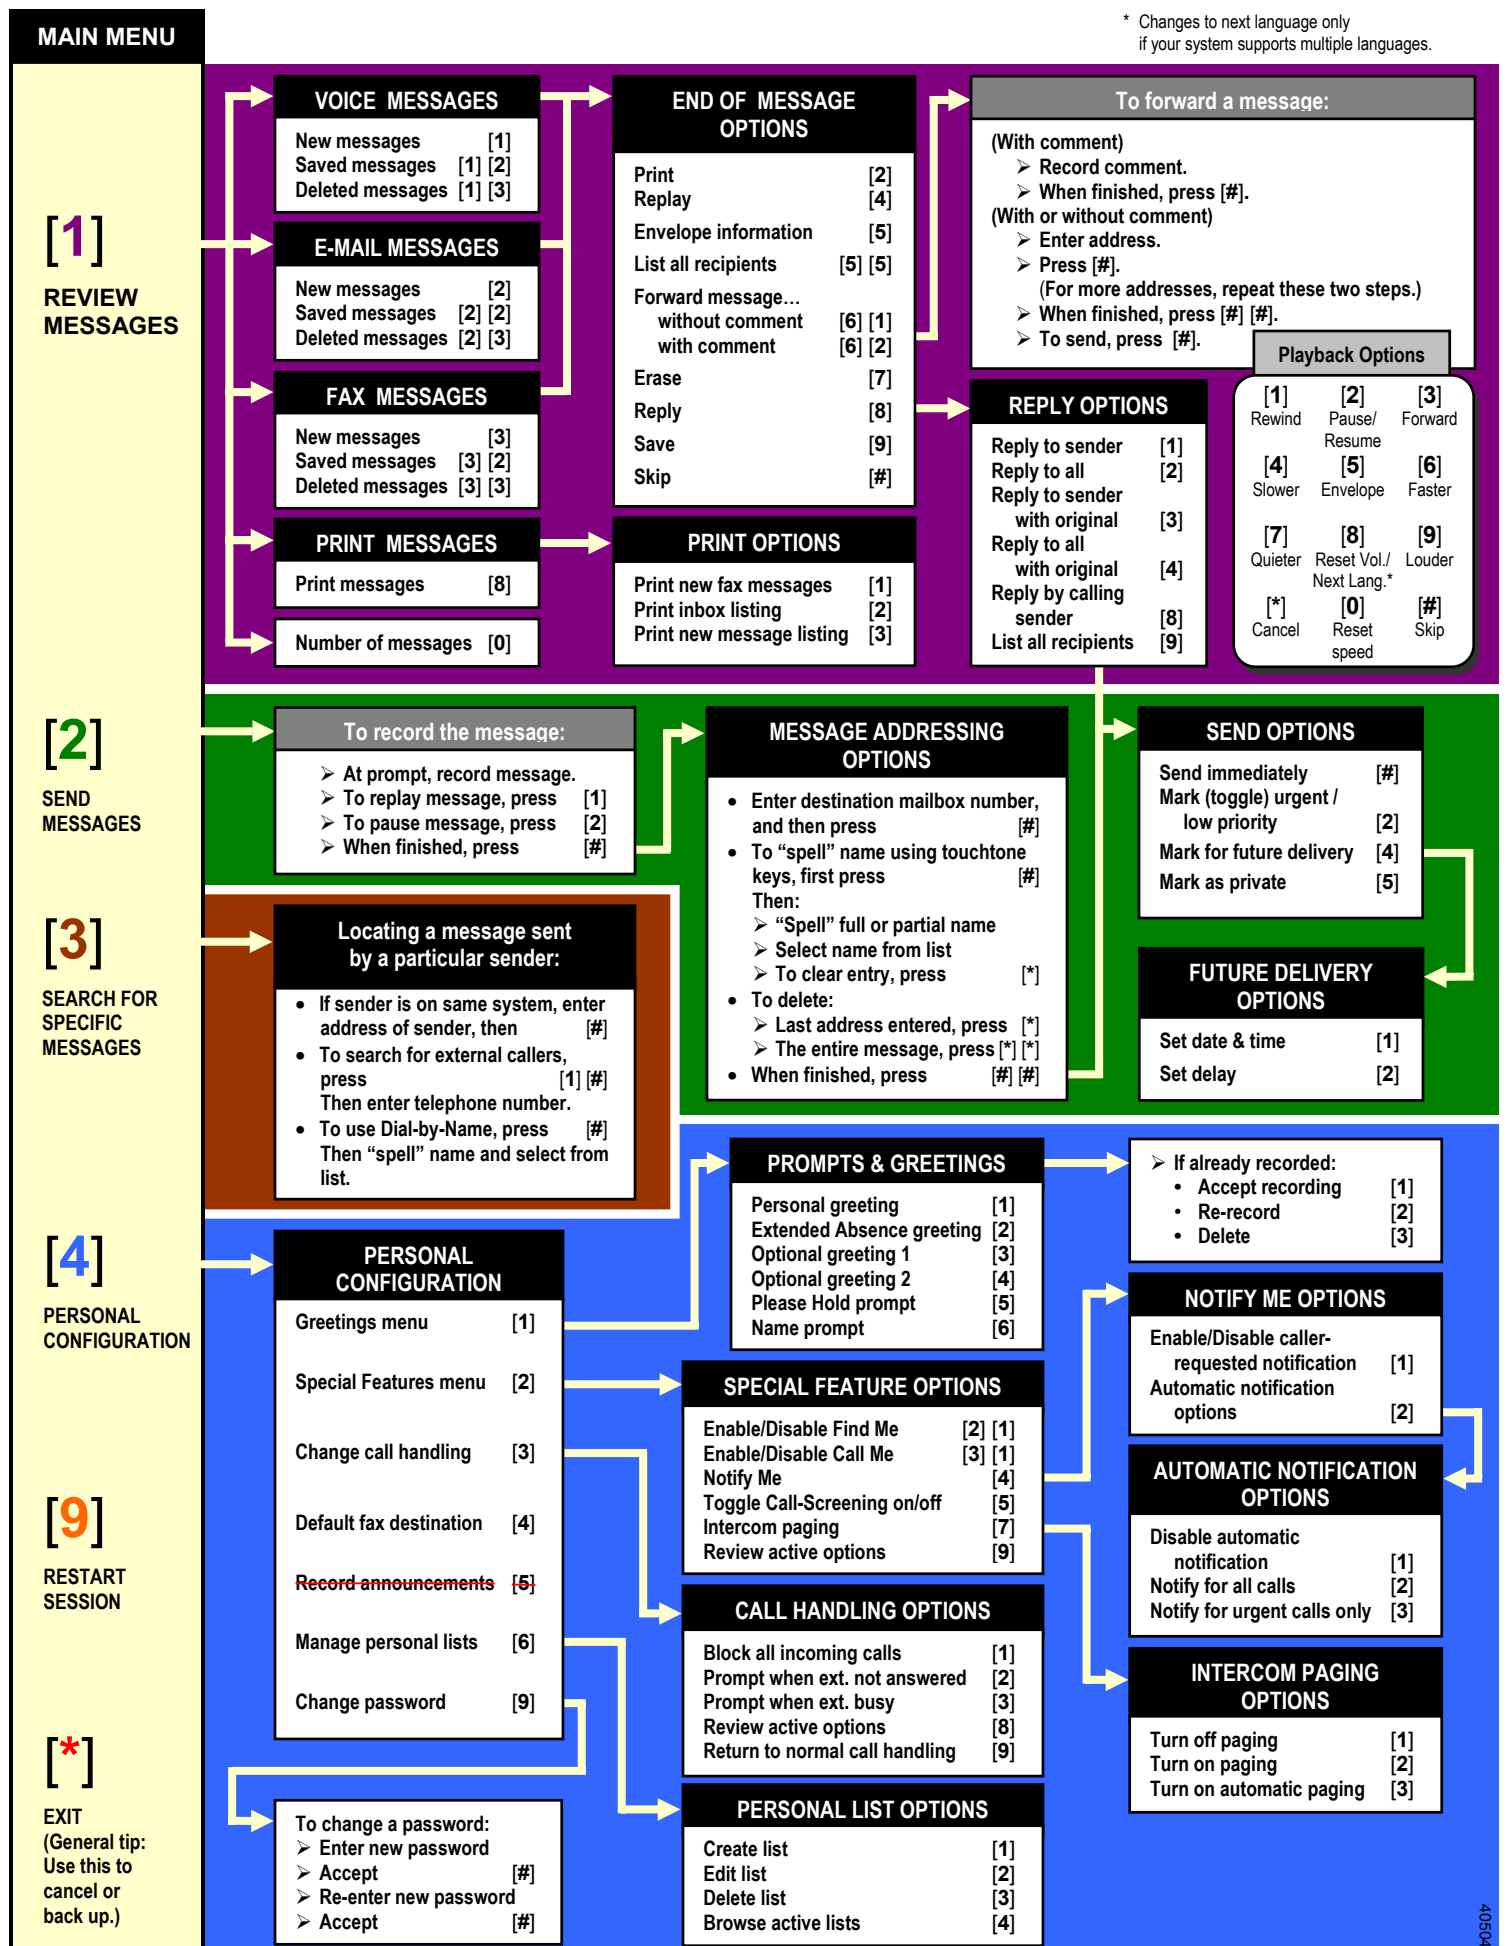 MAIN MENU
* Changes to next language only
if your system supports multiple languages.
[1]
REVIEW
MESSAGES
VOICE MESSAGES
New messages [1]
Saved messages [1] [2]
Deleted messages [1] [3]
E-MAIL MESSAGES
New messages [2]
Saved messages [2] [2]
Deleted messages [2] [3]
FAX MESSAGES
New messages [3]
Saved messages [3] [2]
Deleted messages [3] [3]
PRINT MESSAGES
Print messages [8]
Number of messages [0]
END OF MESSAGE
OPTIONS
Print [2]
Replay [4]
Envelope information [5]
List all recipients [5] [5]
Forward message…
without comment [6] [1]
with comment [6] [2]
Erase [7]
Reply [8]
Save [9]
Skip [#]
PRINT OPTIONS
Print new fax messages [1]
Print inbox listing [2]
Print new message listing [3]
To forward a message:
(With comment)
➢ Record comment.
➢ When finished, press [#].
(With or without comment)
➢ Enter address.
➢ Press [#].
(For more addresses, repeat these two steps.)
➢ When finished, press [#] [#].
➢ To send, press [#].
REPLY OPTIONS
Reply to sender [1]
Reply to all [2]
Reply to sender
with original [3]
Reply to all
with original [4]
Reply by calling
sender [8]
List all recipients [9]
Playback Options
[1] [2] [3]
Rewind Pause/ Forward
Resume
[4] [5] [6]
Slower Envelope Faster
[7] [8] [9]
Quieter Reset Vol./ Louder
Next Lang.*
[*] [0] [#]
Cancel Reset Skip
speed
[2]
SEND
MESSAGES
To record the message:
➢ At prompt, record message.
➢ To replay message, press [1]
➢ To pause message, press [2]
➢ When finished, press [#]
MESSAGE ADDRESSING
OPTIONS
• Enter destination mailbox number,
and then press [#]
• To “spell” name using touchtone
keys, first press [#]
Then:
➢ “Spell” full or partial name
➢ Select name from list
➢ To clear entry, press [*]
• To delete:
➢ Last address entered, press [*]
➢ The entire message, press [*] [*]
• When finished, press [#] [#]
SEND OPTIONS
Send immediately [#]
Mark (toggle) urgent /
low priority [2]
Mark for future delivery [4]
Mark as private [5]
FUTURE DELIVERY
OPTIONS
Set date & time [1]
Set delay [2]
[3]
SEARCH FOR
SPECIFIC
MESSAGES
Locating a message sent
by a particular sender:
• If sender is on same system, enter
address of sender, then [#]
• To search for external callers,
press [1] [#]
Then enter telephone number.
• To use Dial-by-Name, press [#]
Then “spell” name and select from
list.
[4]
PERSONAL
CONFIGURATION
PERSONAL
CONFIGURATION
Greetings menu [1]
Special Features menu [2]
Change call handling [3]
Default fax destination [4]
Record announcements [5]
Manage personal lists [6]
Change password [9]
PROMPTS & GREETINGS
Personal greeting [1]
Extended Absence greeting [2]
Optional greeting 1 [3]
Optional greeting 2 [4]
Please Hold prompt [5]
Name prompt [6]
➢ If already recorded:
• Accept recording [1]
• Re-record [2]
• Delete [3]
SPECIAL FEATURE OPTIONS
Enable/Disable Find Me [2] [1]
Enable/Disable Call Me [3] [1]
Notify Me [4]
Toggle Call-Screening on/off [5]
Intercom paging [7]
Review active options [9]
NOTIFY ME OPTIONS
Enable/Disable caller-
requested notification [1]
Automatic notification
options [2]
AUTOMATIC NOTIFICATION
OPTIONS
Disable automatic
notification [1]
Notify for all calls [2]
Notify for urgent calls only [3]
CALL HANDLING OPTIONS
Block all incoming calls [1]
Prompt when ext. not answered [2]
Prompt when ext. busy [3]
Review active options [8]
Return to normal call handling [9]
INTERCOM PAGING
OPTIONS
Turn off paging [1]
Turn on paging [2]
Turn on automatic paging [3]
PERSONAL LIST OPTIONS
Create list [1]
Edit list [2]
Delete list [3]
Browse active lists [4]
[9]
RESTART
SESSION
[*]
EXIT
(General tip:
Use this to
cancel or
back up.)
To change a password:
➢ Enter new password
➢ Accept [#]
➢ Re-enter new password
➢ Accept [#]
40504